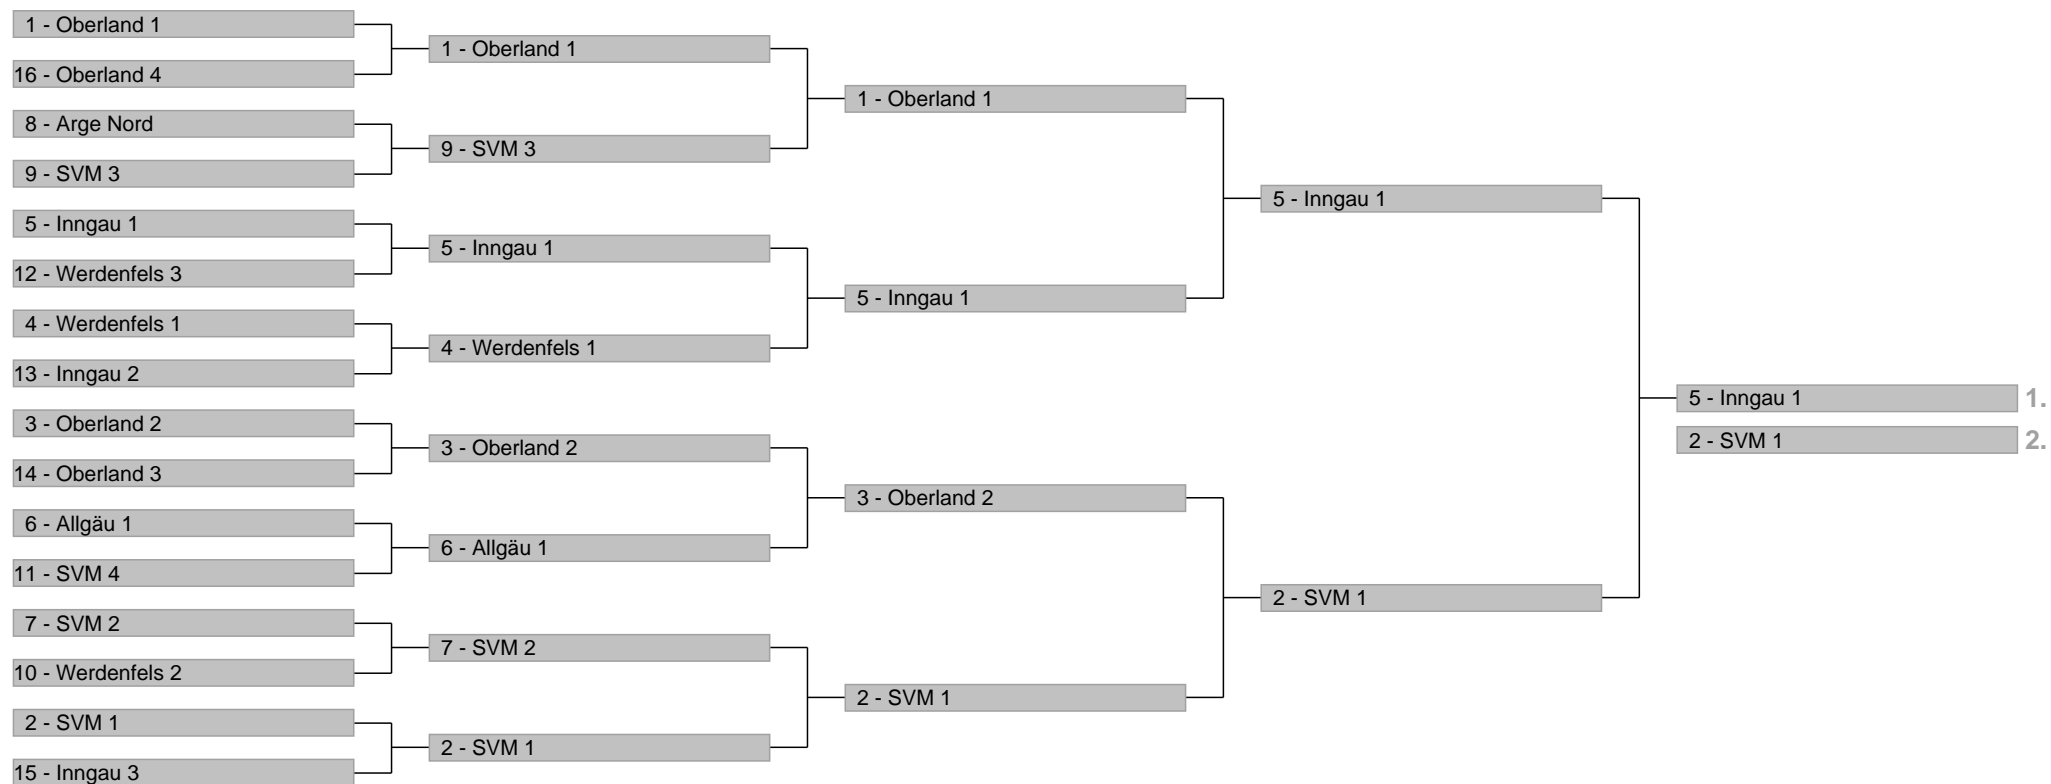 1 - Oberland 1
16 - Oberland 4
8 - Arge Nord
9 - SVM 3
5 - Inngau 1
12 - Werdenfels 3
4 - Werdenfels 1
13 - Inngau 2
3 - Oberland 2
14 - Oberland 3
6 - Allgäu 1
11 - SVM 4
7 - SVM 2
10 - Werdenfels 2
2 - SVM 1
15 - Inngau 3
1 - Oberland 1
9 - SVM 3
5 - Inngau 1
4 - Werdenfels 1
3 - Oberland 2
6 - Allgäu 1
7 - SVM 2
2 - SVM 1
1 - Oberland 1
5 - Inngau 1
3 - Oberland 2
2 - SVM 1
5 - Inngau 1
2 - SVM 1
5 - Inngau 1 1.
2 - SVM 1 2.